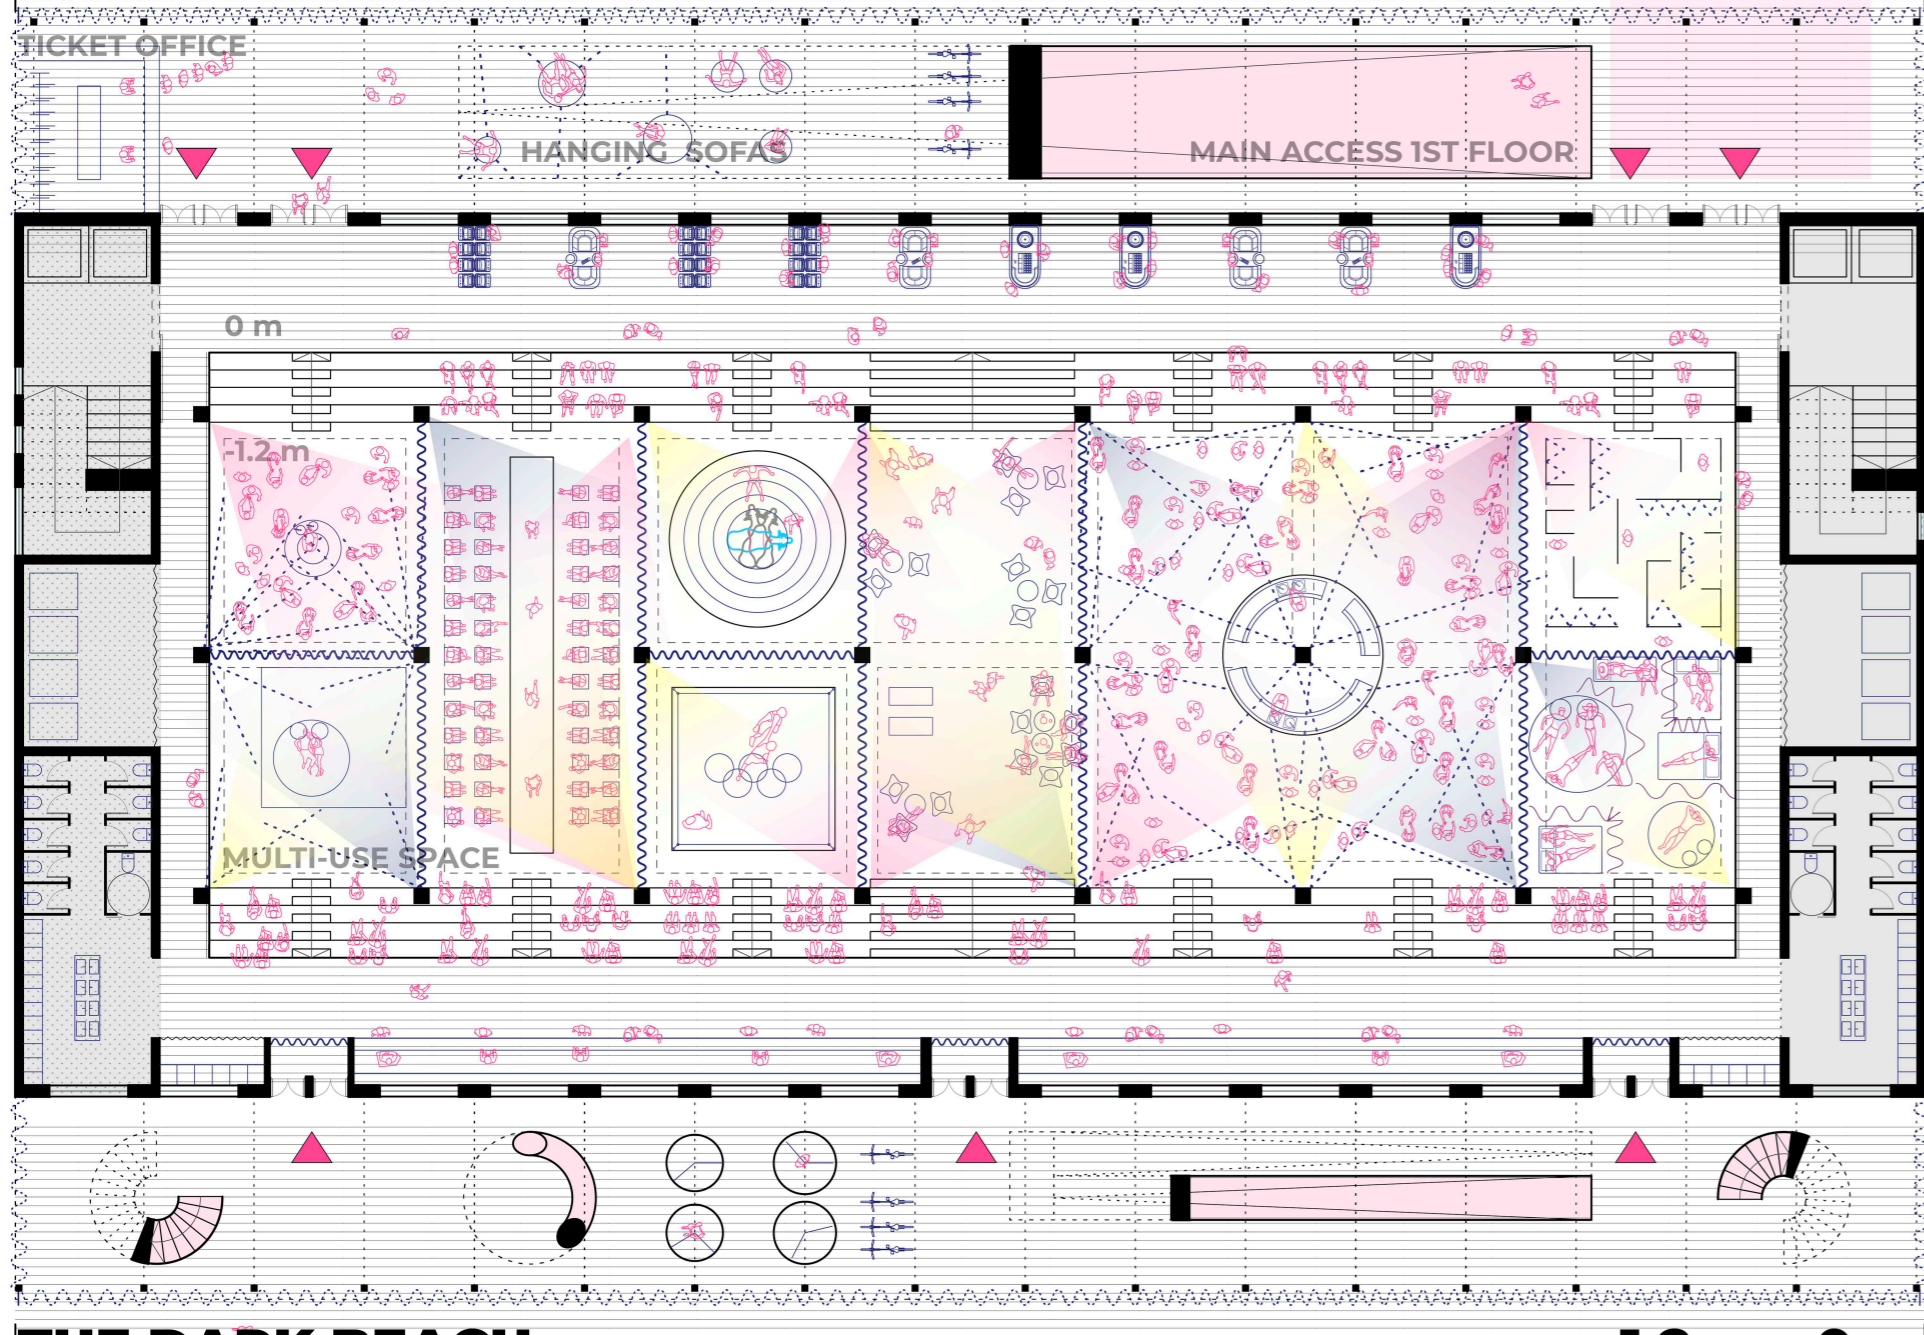 TICKET OFFICE
HANGING SOFAS
MAIN ACCESS 1ST FLOOR
0 m
-1.2 m
MULTI-USE SPACE